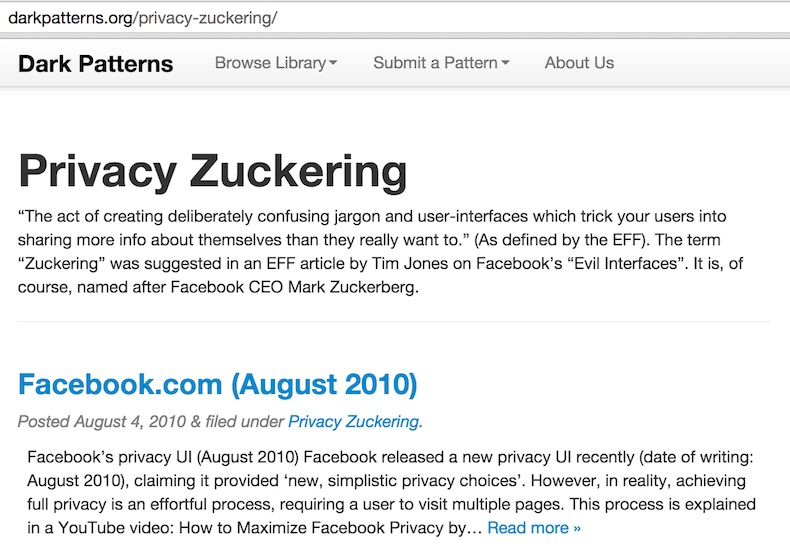 darkpatterns.org/privacy-zuckering/
Dark Patterns Browse Library Submit a Pattern About Us
Privacy Zuckering
“The act of creating deliberately confusing jargon and user-interfaces which trick your users into
sharing more info about themselves than they really want to.” (As defined by the EFF). The term
“Zuckering” was suggested in an EFF article by Tim Jones on Facebook’s “Evil Interfaces”. It is, of
course, named after Facebook CEO Mark Zuckerberg.
Facebook.com (August 2010)
Posted August 4, 2010 & filed under Privacy Zuckering.
Facebook’s privacy UI (August 2010) Facebook released a new privacy UI recently (date of writing:
August 2010), claiming it provided ‘new, simplistic privacy choices’. However, in reality, achieving
full privacy is an effortful process, requiring a user to visit multiple pages. This process is explained
in a YouTube video: How to Maximize Facebook Privacy by… Read more »